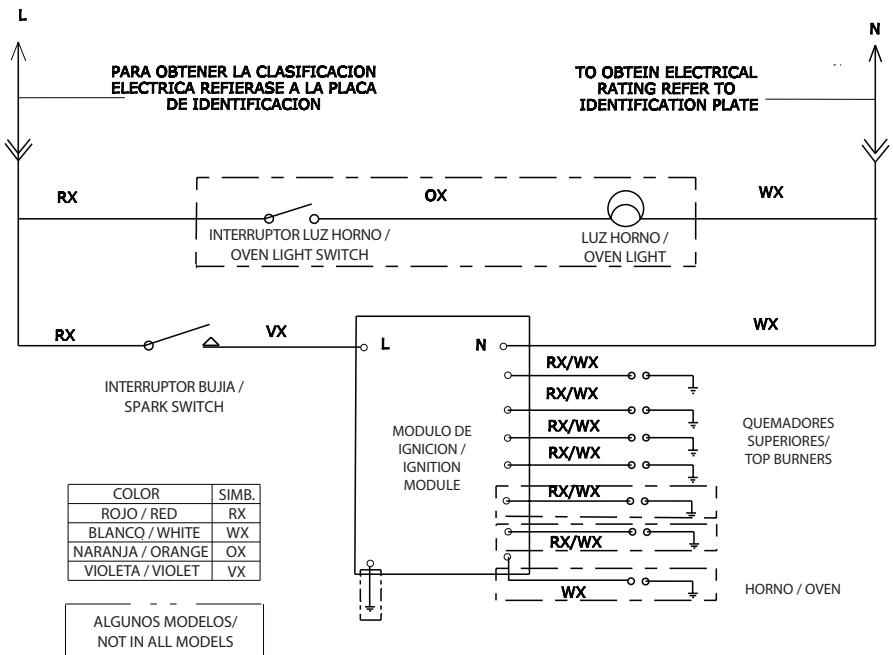 L
N
PARA OBTENER LA CLASIFICACION
ELECTRICA REFIERASE A LA PLACA
DE IDENTIFICACION
TO OBTEIN ELECTRICAL
RATING REFER TO
IDENTIFICATION PLATE
RX
OX
WX
INTERRUPTOR LUZ HORNO /
OVEN LIGHT SWITCH
LUZ HORNO /
OVEN LIGHT
RX
VX
L
N
WX
INTERRUPTOR BUJIA /
SPARK SWITCH
MODULO DE
IGNICION /
IGNITION
MODULE
RX/WX
RX/WX
RX/WX
RX/WX
RX/WX
RX/WX
WX
QUEMADORES
SUPERIORES/
TOP BURNERS
HORNO / OVEN
COLOR SIMB.
ROJO / RED RX
BLANCO / WHITE WX
NARANJA / ORANGE OX
VIOLETA / VIOLET VX
ALGUNOS MODELOS/
NOT IN ALL MODELS